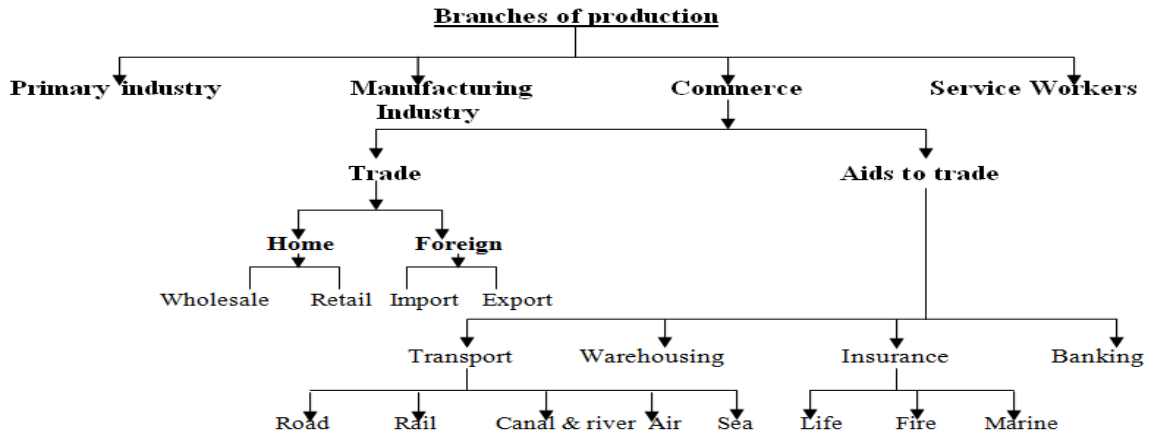 Branches of production
Primary industry
Manufacturing
Industry
Commerce
Service Workers
Trade
Aids to trade
Home
Foreign
Wholesale
Retail
Import
Export
Transport
Warehousing
Insurance
Banking
Road
Rail
Canal & river
Air
Sea
Life
Fire
Marine